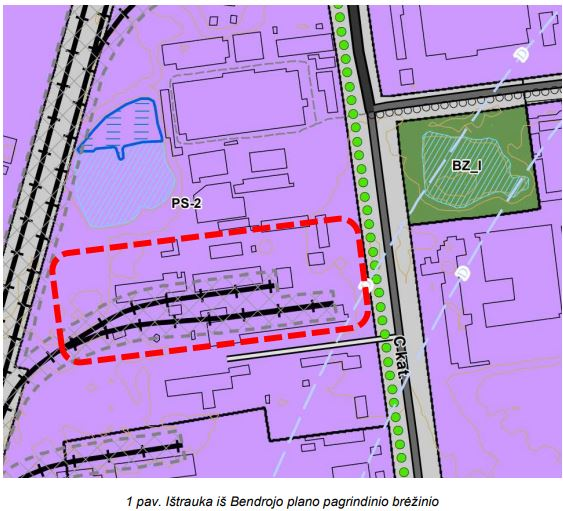 D
BZ_I
PS-2
D
C kat.
1 pav. Ištrauka iš Bendrojo plano pagrindinio brėžinio